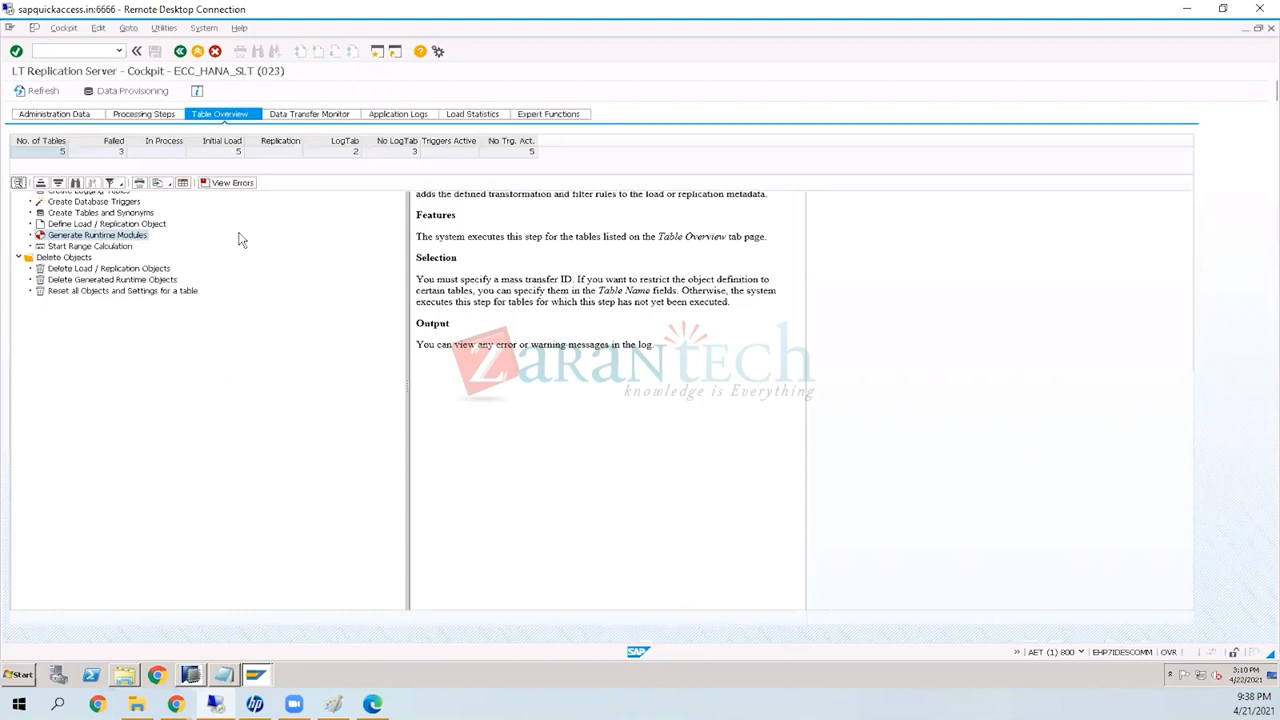 sapquickaccess.in:6666 - Remote Desktop Connection
Cockpit Edit Goto Utilities System Help
LT Replication Server - Cockpit - ECC_HANA_SLT (023)
Refresh Data Provisioning
Administration Data Processing Steps Table Overview Data Transfer Monitor Application Logs Load Statistics Expert Functions
No. of Tables Failed In Process Initial Load Replication LogTab No LogTab Triggers Active No Trg. Act.
5 3 5 2 3 5
View Errors
Create Logging Tables
Create Database Triggers
Create Tables and Synonyms
Define Load / Replication Object
Generate Runtime Modules
Start Range Calculation
Delete Objects
Delete Load / Replication Objects
Delete Generated Runtime Objects
Reset all Objects and Settings for a table
adds the defined transformation and filter rules to the load or replication metadata.
Features
The system executes this step for the tables listed on the Table Overview tab page.
Selection
You must specify a mass transfer ID. If you want to restrict the object definition to
certain tables, you can specify them in the Table Name fields. Otherwise, the system
executes this step for tables for which this step has not yet been executed.
Output
You can view any error or warning messages in the log.
ZaranTech
knowledge is Everything
SAP
AET (1) 800 EHP7IDESCOMM OVR
Start
9:10 PM
4/22/2021
9:38 PM
4/21/2021